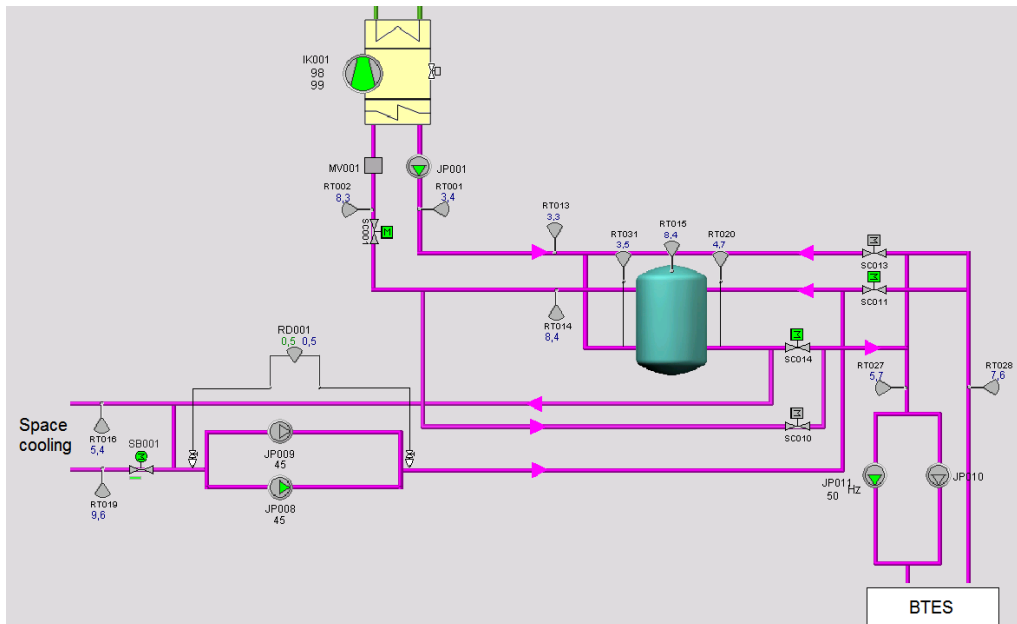 IK001
98
99
MV001
JP001
RT002
8,3
RT001
3,4
SC001
M
RT013
3,3
RT031
3,5
RT015
8,4
RT020
4,7
M
SC013
M
SC011
RT014
8,4
RD001
0,5 0,5
M
SC014
RT027
5,7
RT028
7,6
Space
cooling
RT016
5,4
SB001
M
SC010
JP009
45
RT019
9,6
JP008
45
JP011
50 Hz
JP010
BTES